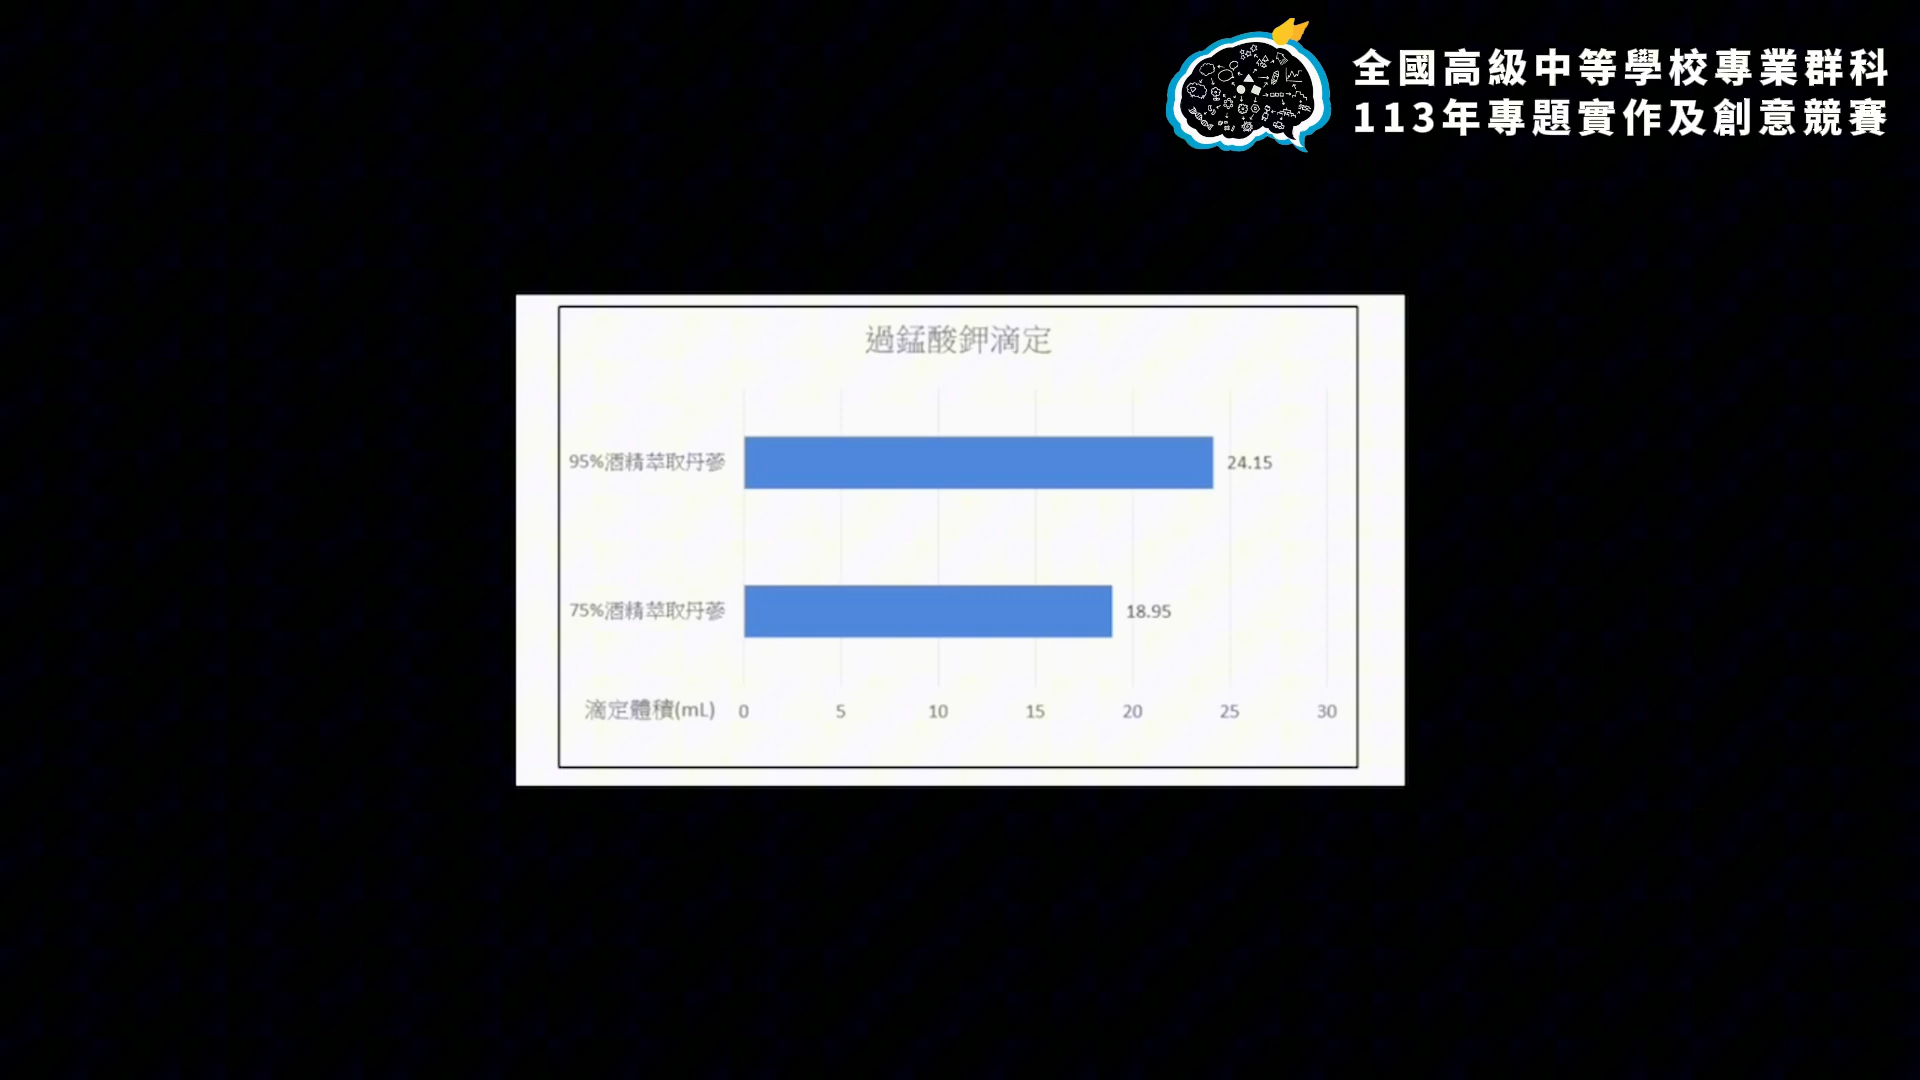 全國高級中等學校專業群科
113年專題實作及創意競賽
過錳酸鉀滴定
95%酒精萃取丹蔘 24.15
75%酒精萃取丹蔘 18.95
滴定體積(mL) 0 5 10 15 20 25 30